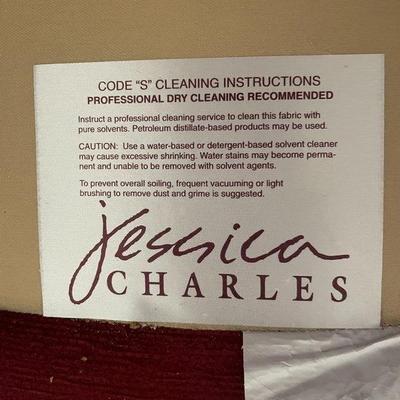 CODE "S" CLEANING INSTRUCTIONS
PROFESSIONAL DRY CLEANING RECOMMENDED
Instruct a professional cleaning service to clean this fabric with
pure solvents. Petroleum distillate-based products may be used.
CAUTION: Use a water-based or detergent-based solvent cleaner
may cause excessive shrinking. Water stains may become perma-
nent and unable to be removed with solvent agents.
To prevent overall soiling, frequent vacuuming or light
brushing to remove dust and grime is suggested.
jessica
CHARLES